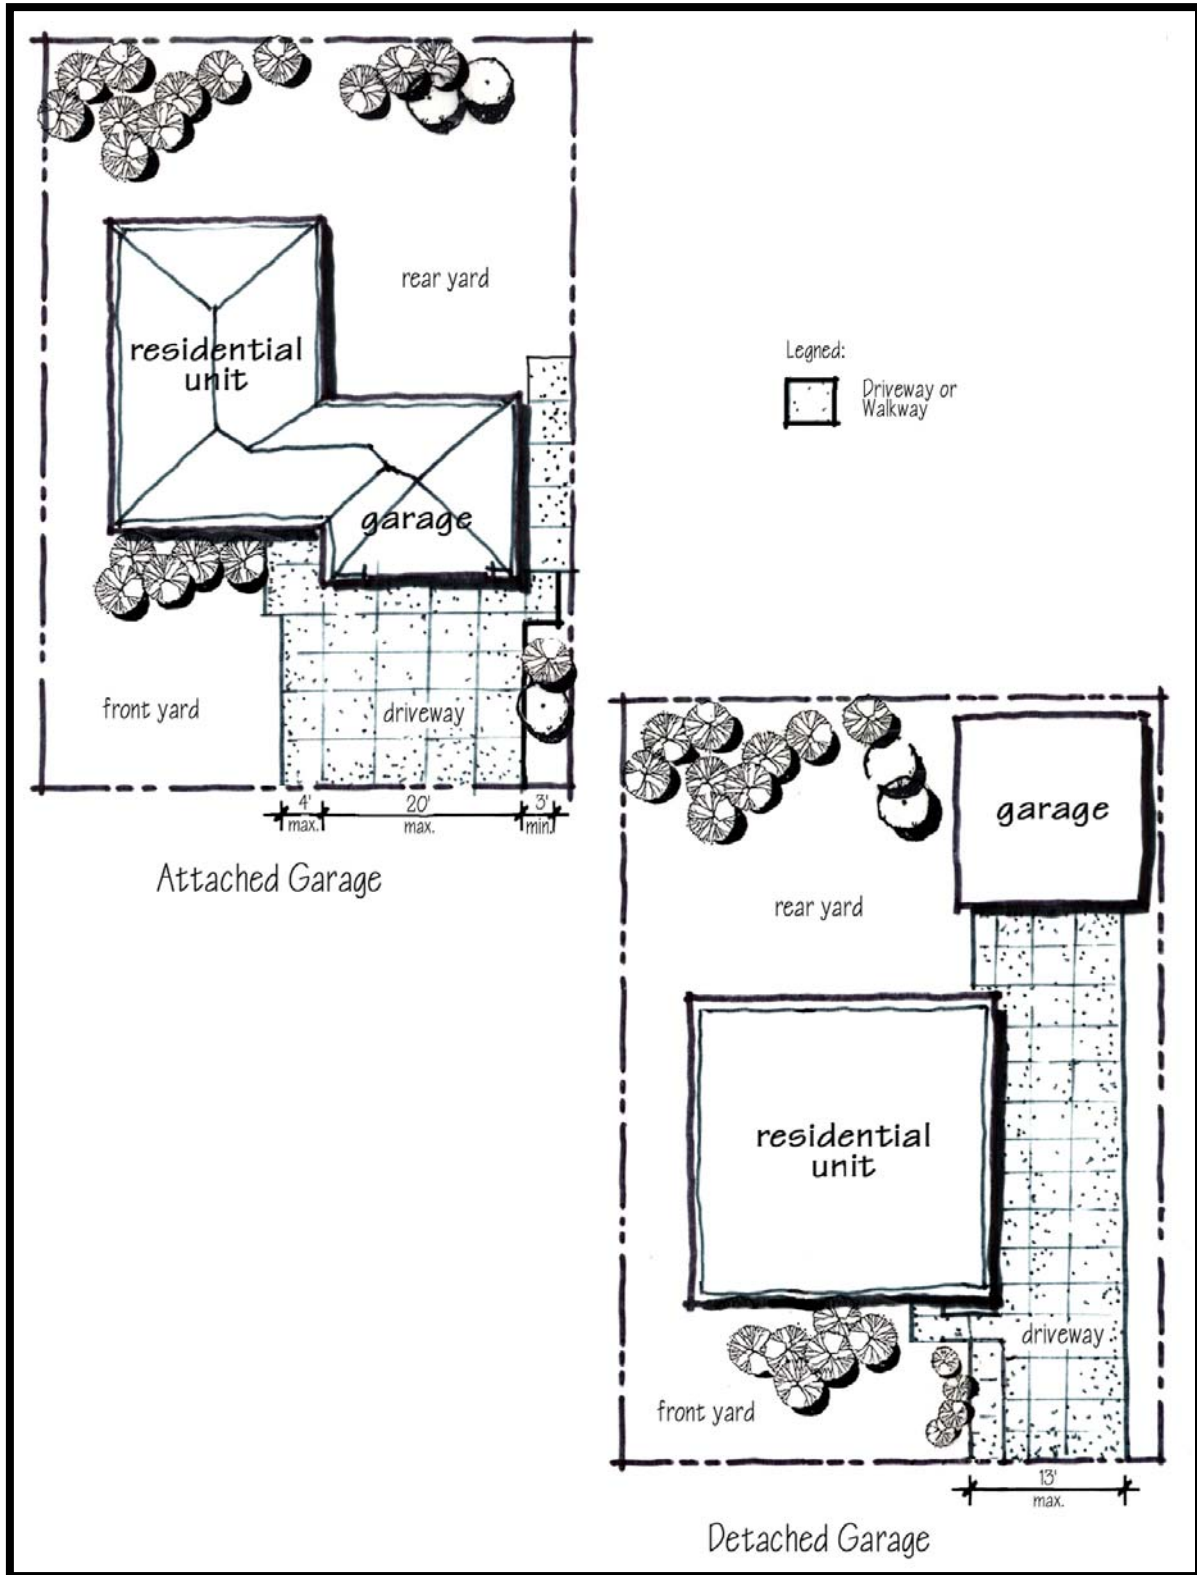 rear yard
residential
unit
garage
front yard
driveway
4'
max.
20'
max.
3'
min.
Attached Garage
Legned:
Driveway or
Walkway
garage
rear yard
residential
unit
driveway
front yard
13'
max.
Detached Garage